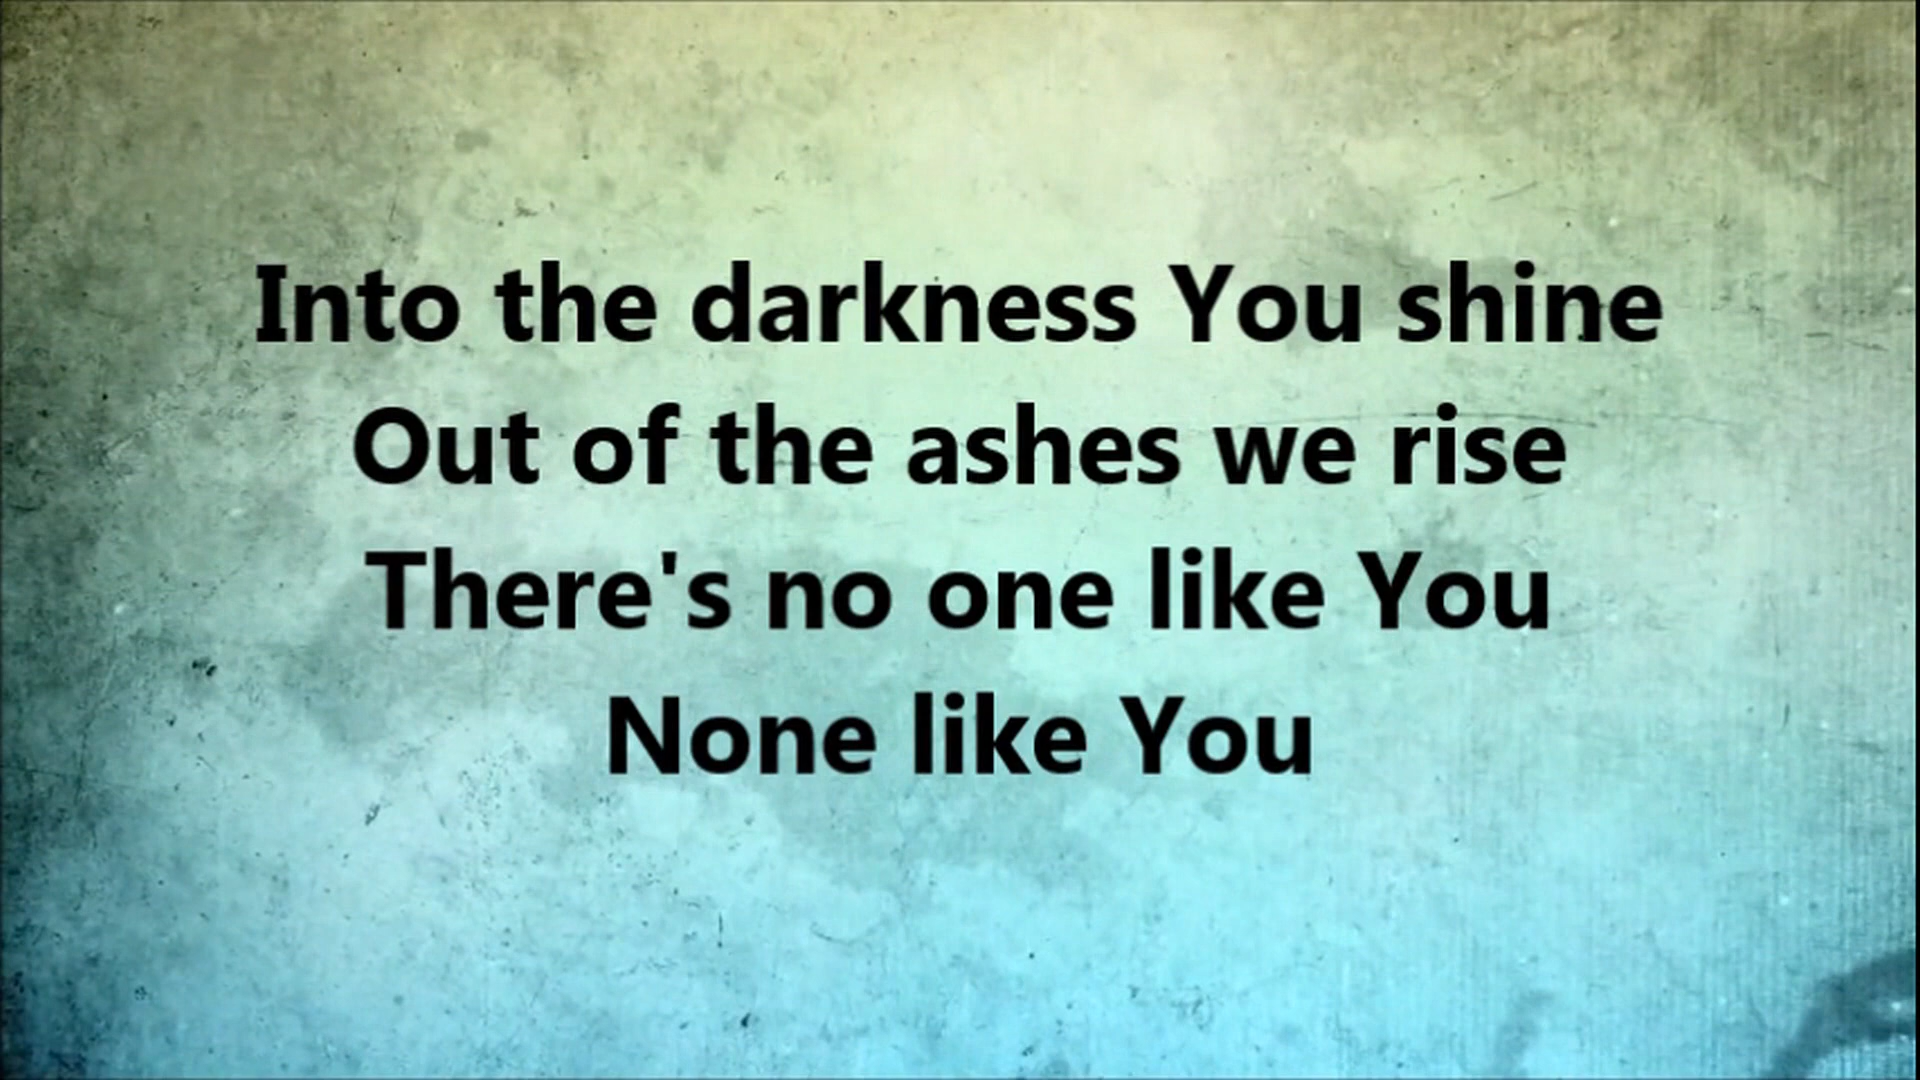 Into the darkness You shine
Out of the ashes we rise
There's no one like You
None like You